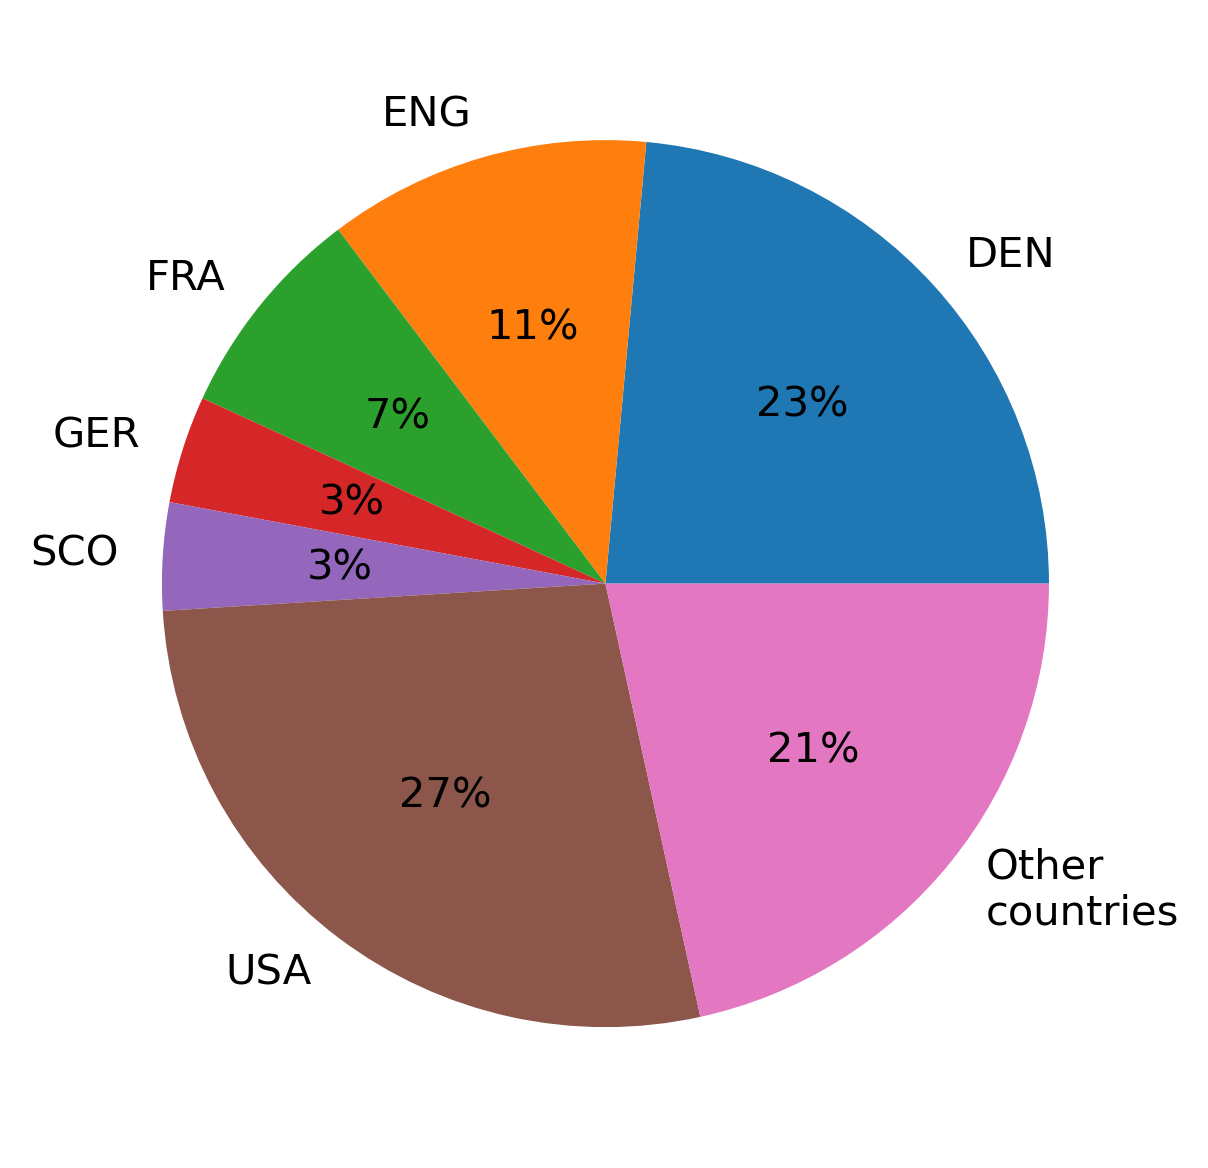 ENG
DEN
FRA
11%
23%
7%
GER
3%
SCO
3%
21%
27%
Other
countries
USA